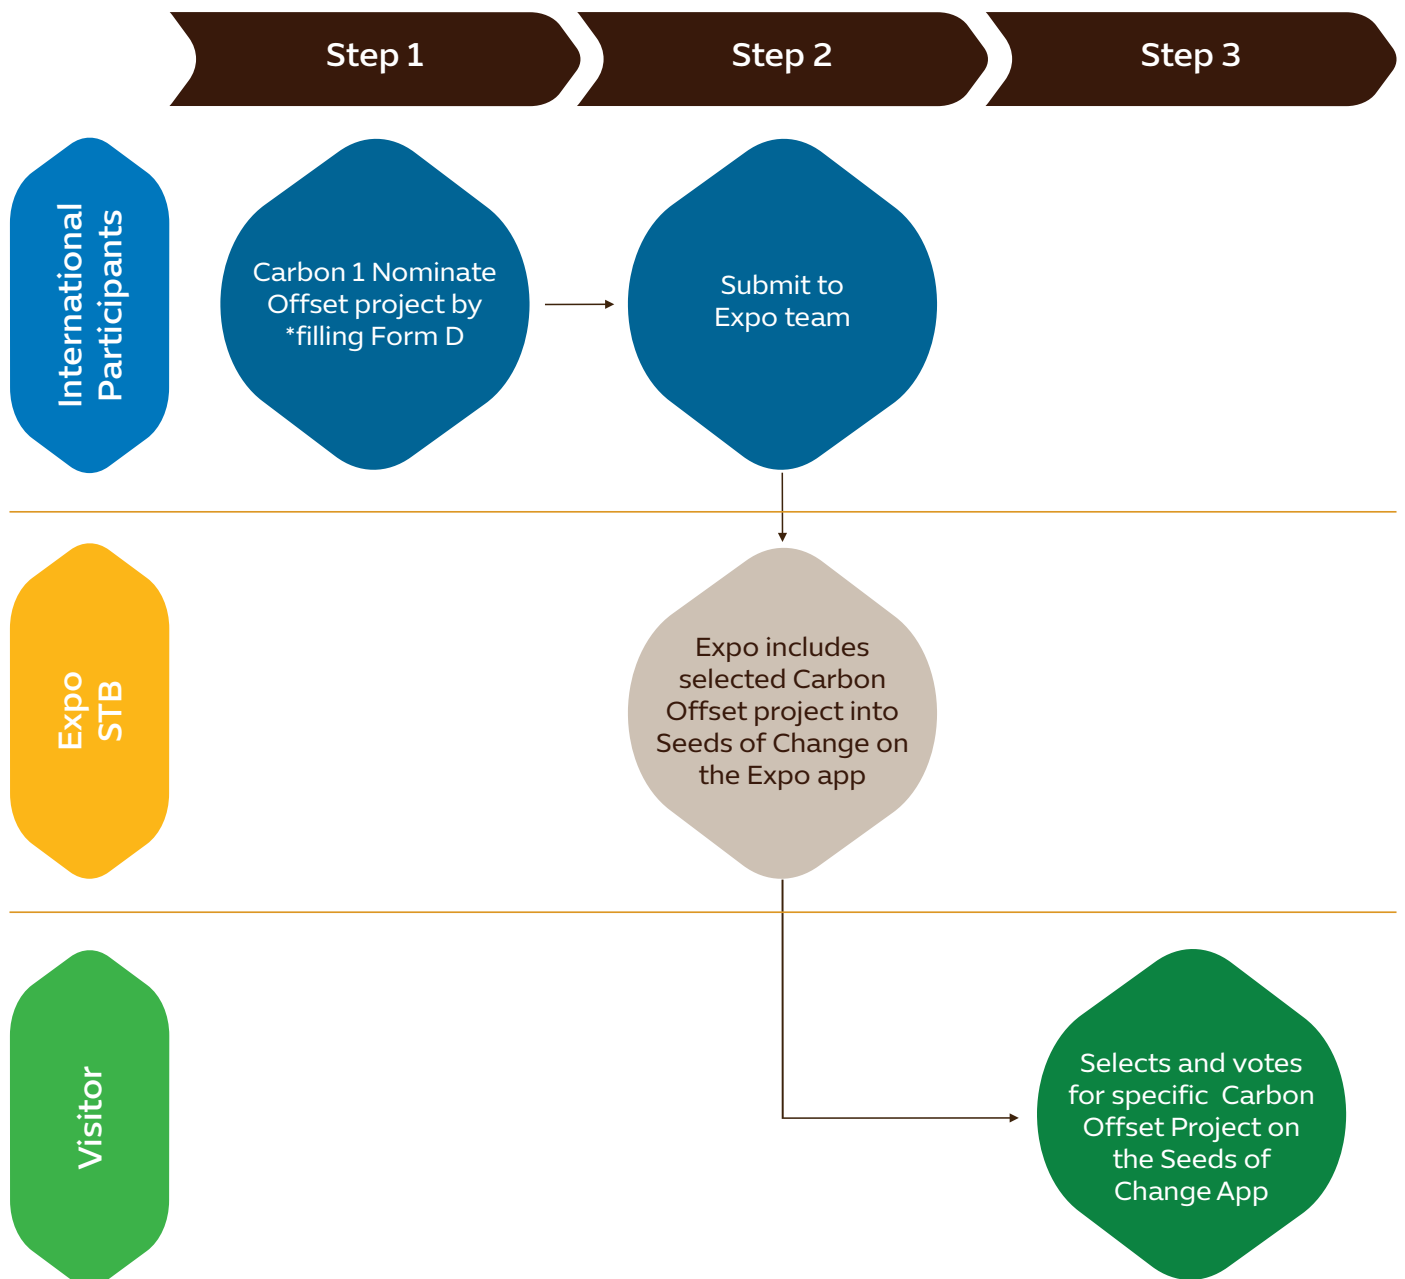 Step 1
Step 2
Step 3
International
Participants
Carbon 1 Nominate
Offset project by
*filling Form D
Submit to
Expo team
Expo
STB
Expo includes
selected Carbon
Offset project into
Seeds of Change on
the Expo app
Visitor
Selects and votes
for specific  Carbon
Offset Project on
the Seeds of
Change App